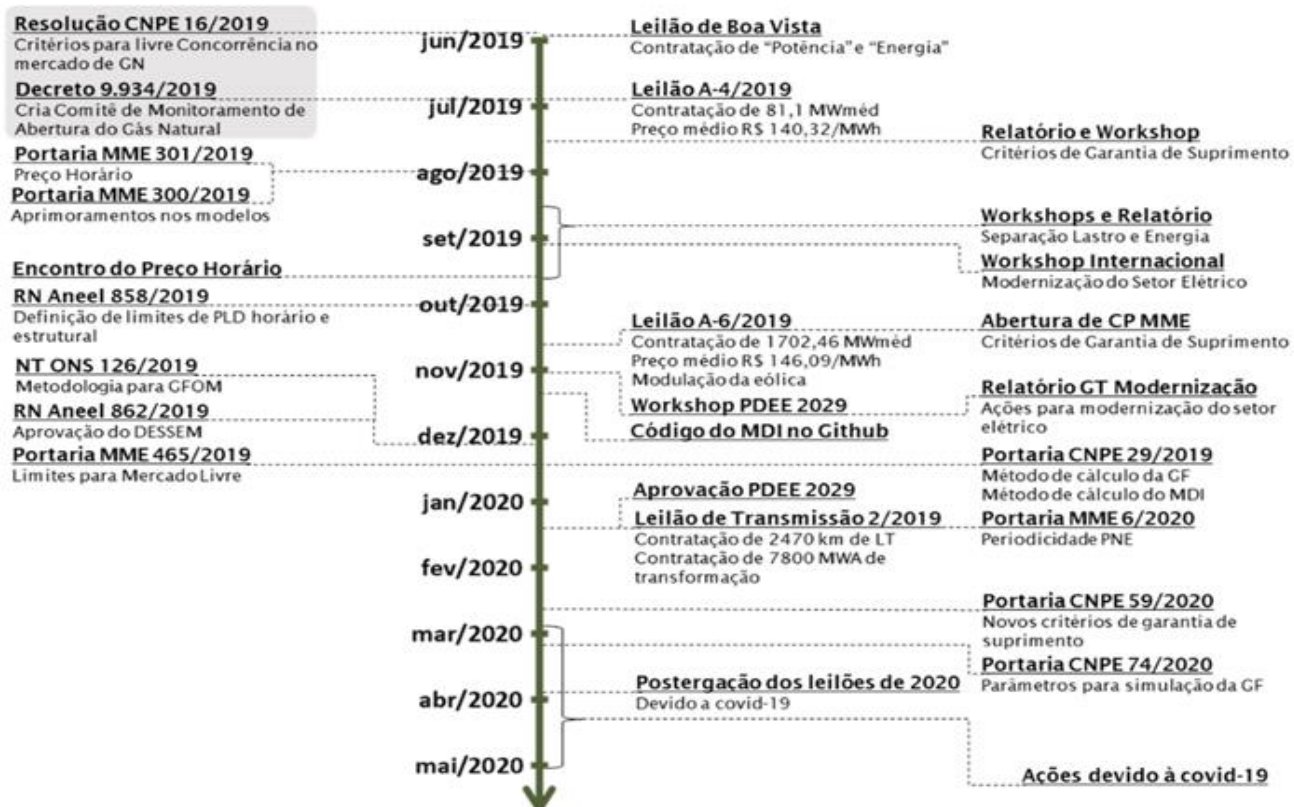 Resolução CNPE 16/2019
Critérios para livre Concorrência no
mercado de GN
Decreto 9.934/2019
Cria Comitê de Monitoramento de
Abertura do Gás Natural
Portaria MME 301/2019
Preço Horário
Portaria MME 300/2019
Aprimoramentos nos modelos
Encontro do Preço Horário
RN Aneel 858/2019
Definição de limites de PLD horário e
estrutural
NT ONS 126/2019
Metodologia para GFOM
RN Aneel 862/2019
Aprovação do DESSEM
Portaria MME 465/2019
Limites para Mercado Livre
jun/2019
jul/2019
ago/2019
set/2019
out/2019
nov/2019
dez/2019
jan/2020
fev/2020
mar/2020
abr/2020
mai/2020
Leilão de Boa Vista
Contratação de “Potência” e “Energia”
Leilão A-4/2019
Contratação de 81,1 MWméd
Preço médio R$ 140,32/MWh
Leilão A-6/2019
Contratação de 1702,46 MWméd
Preço médio R$ 146,09/MWh
Modulação da eólica
Workshop PDEE 2029
Código do MDI no Github
Aprovação PDEE 2029
Leilão de Transmissão 2/2019
Contratação de 2470 km de LT
Contratação de 7800 MWA de
transformação
Postergação dos leilões de 2020
Devido a covid-19
Relatório e Workshop
Critérios de Garantia de Suprimento
Workshops e Relatório
Separação Lastro e Energia
Workshop Internacional
Modernização do Setor Elétrico
Abertura de CP MME
Critérios de Garantia de Suprimento
Relatório GT Modernização
Ações para modernização do setor
elétrico
Portaria CNPE 29/2019
Método de cálculo da GF
Método de cálculo do MDI
Portaria MME 6/2020
Periodicidade PNE
Portaria CNPE 59/2020
Novos critérios de garantia de
suprimento
Portaria CNPE 74/2020
Parâmetros para simulação da GF
Ações devido à covid-19